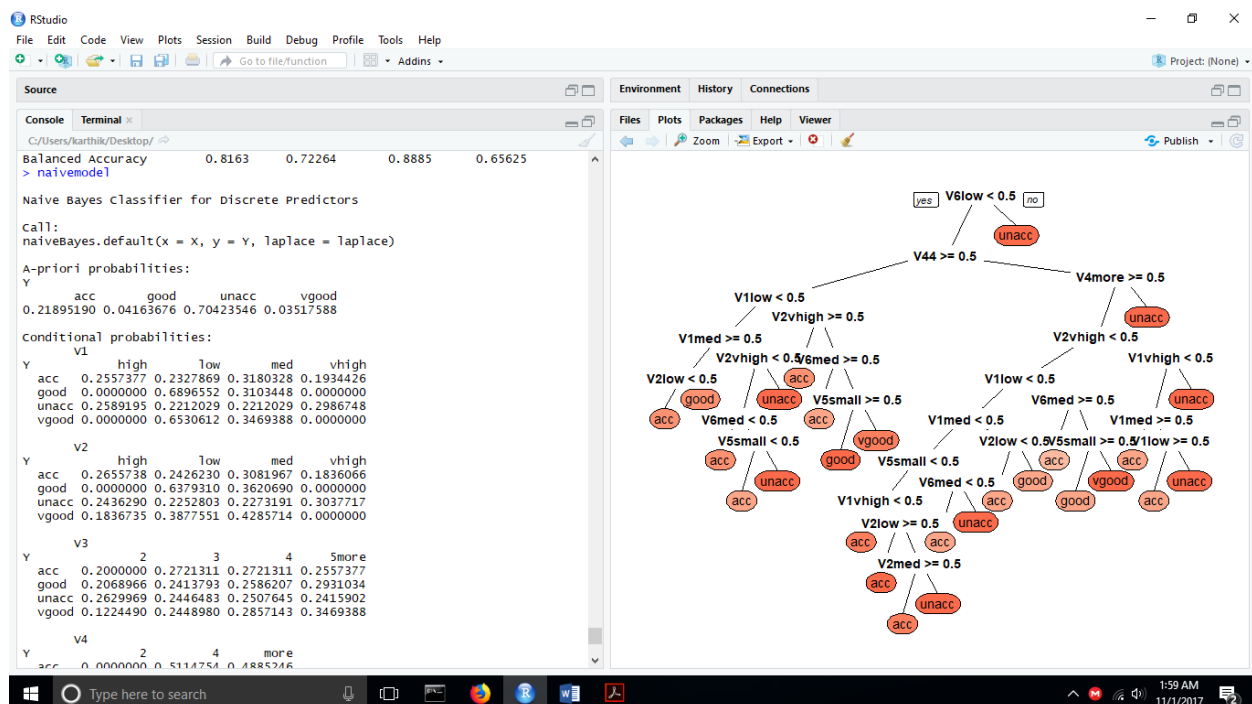 RStudio
File Edit Code View Plots Session Build Debug Profile Tools Help
Go to file/function Addins Project: (None)
Source
Console Terminal
C:/Users/karthik/Desktop/
Balanced Accuracy 0.8163 0.72264 0.8885 0.65625
> naivemodel
Naive Bayes Classifier for Discrete Predictors
Call:
naiveBayes.default(x = X, y = Y, laplace = laplace)
A-priori probabilities:
Y
acc good unacc vgood
0.21895190 0.04163676 0.70423546 0.03517588
Conditional probabilities:
V1
Y high low med vhigh
acc 0.2557377 0.2327869 0.3180328 0.1934426
good 0.0000000 0.6896552 0.3103448 0.0000000
unacc 0.2589195 0.2212029 0.2212029 0.2986748
vgood 0.0000000 0.6530612 0.3469388 0.0000000
V2
Y high low med vhigh
acc 0.2655738 0.2426230 0.3081967 0.1836066
good 0.0000000 0.6379310 0.3620690 0.0000000
unacc 0.2436290 0.2252803 0.2273191 0.3037717
vgood 0.1836735 0.3877551 0.4285714 0.0000000
V3
Y 2 3 4 5more
acc 0.2000000 0.2721311 0.2721311 0.2557377
good 0.2068966 0.2413793 0.2586207 0.2931034
unacc 0.2629969 0.2446483 0.2507645 0.2415902
vgood 0.1224490 0.2448980 0.2857143 0.3469388
V4
Y 2 4 more
acc 0.0000000 0.5114754 0.4885246
Environment History Connections
Files Plots Packages Help Viewer
Zoom Export Publish
yes V6low < 0.5 no
unacc
V44 >= 0.5
V4more >= 0.5
V1low < 0.5
unacc
V2vhigh >= 0.5
V1med >= 0.5 V2vhigh < 0.5
V2vhigh < 0.5 V6med >= 0.5 V1vhigh < 0.5
V2low < 0.5 acc V1low < 0.5
good unacc V5small >= 0.5 V6med >= 0.5 unacc
acc V6med < 0.5 acc V1med < 0.5 V1med >= 0.5
V5small < 0.5 vgood V2low < 0.5 V5small >= 0.5 V1low >= 0.5
acc good V5small < 0.5 acc acc
unacc V6med < 0.5 good vgood unacc
acc V1vhigh < 0.5 acc good acc
V2low >= 0.5 unacc
acc acc
V2med >= 0.5
acc
unacc
acc
Type here to search
1:59 AM
11/1/2017
2